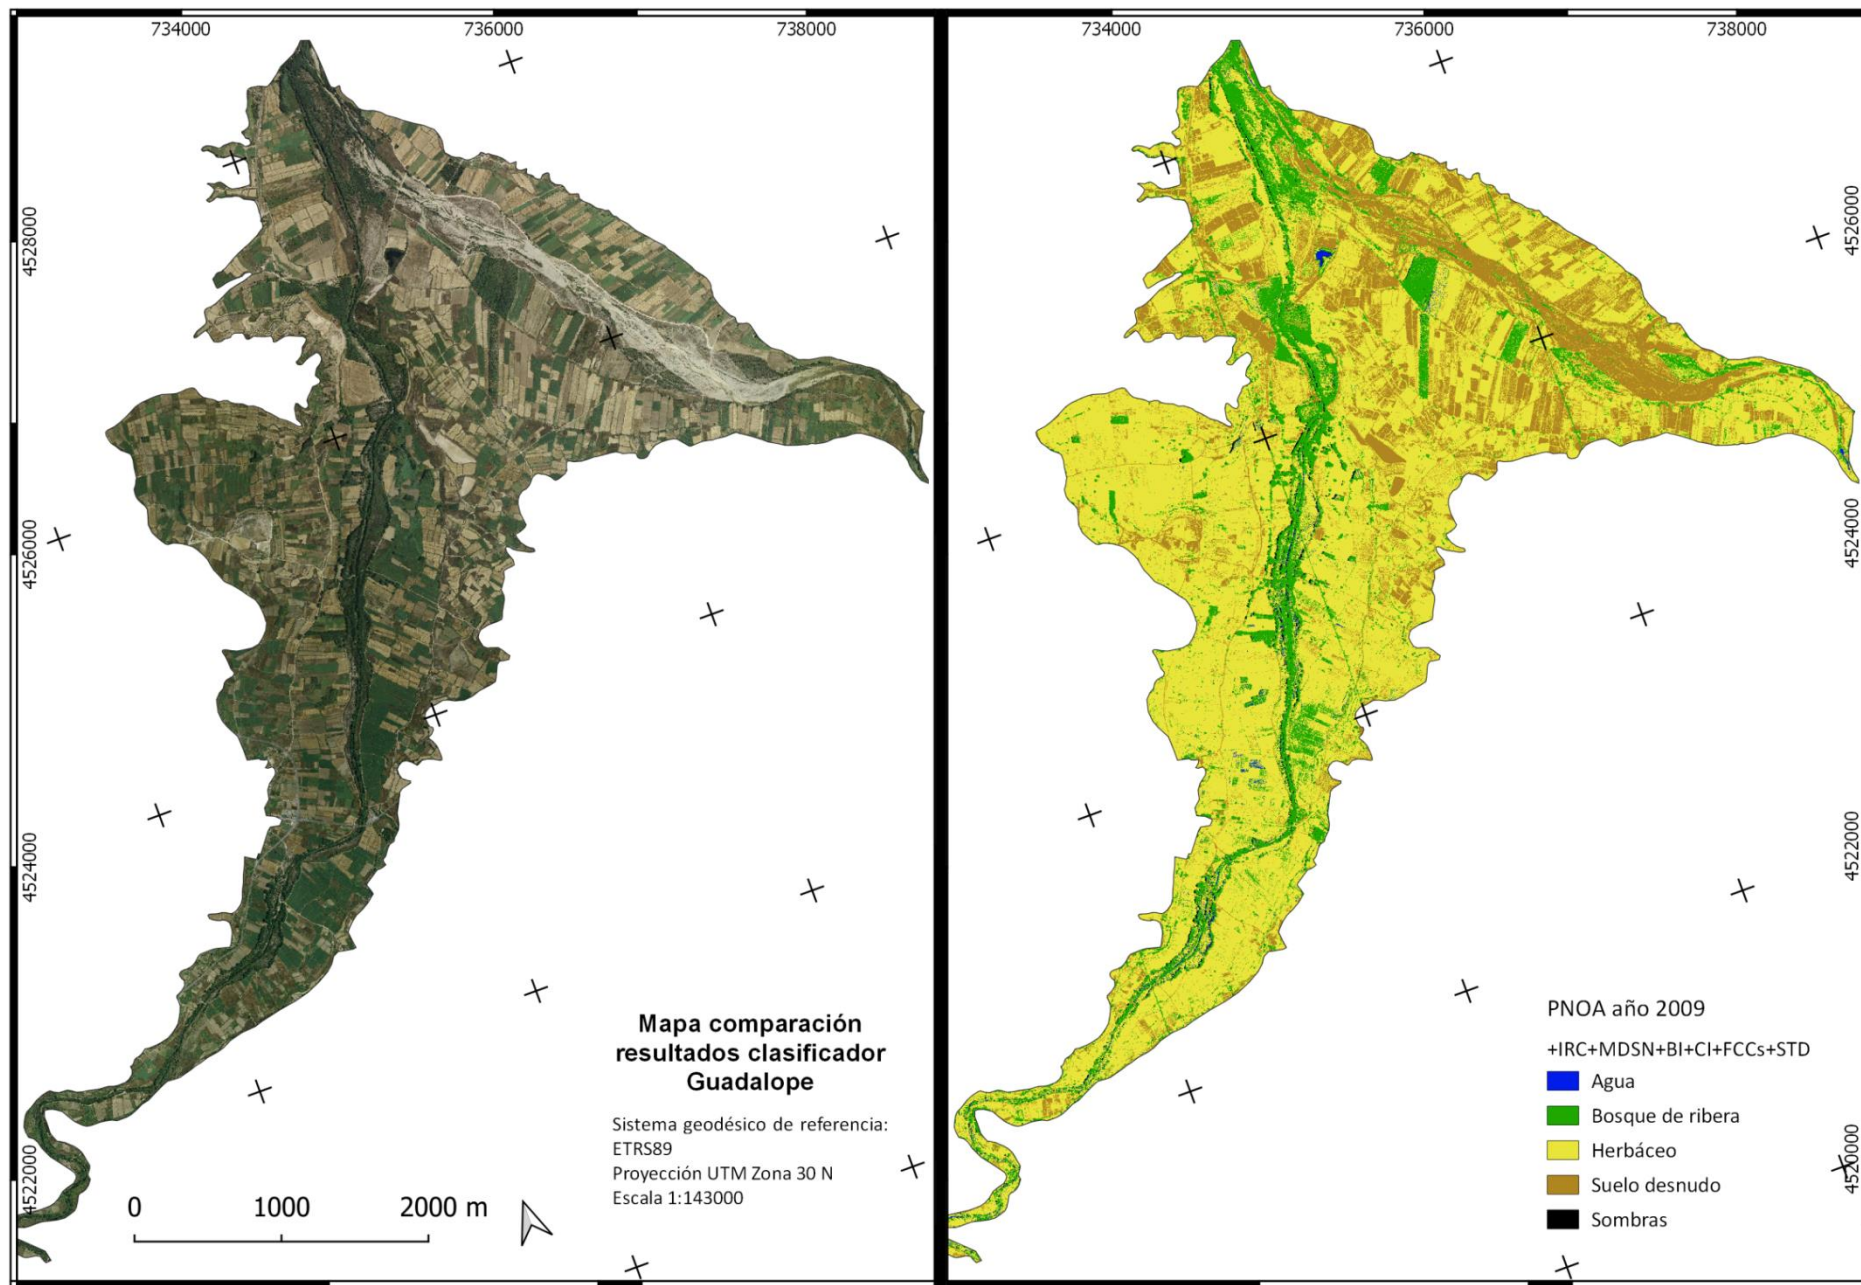 734000
736000
738000
734000
736000
738000
4528000
4526000
4524000
4522000
4526000
4524000
4522000
4520000
Mapa comparación
resultados clasificador
Guadalope
Sistema geodésico de referencia:
ETRS89
Proyección UTM Zona 30 N
Escala 1:143000
0
1000
2000 m
PNOA año 2009
+IRC+MDSN+BI+CI+FCCs+STD
Agua
Bosque de ribera
Herbáceo
Suelo desnudo
Sombras